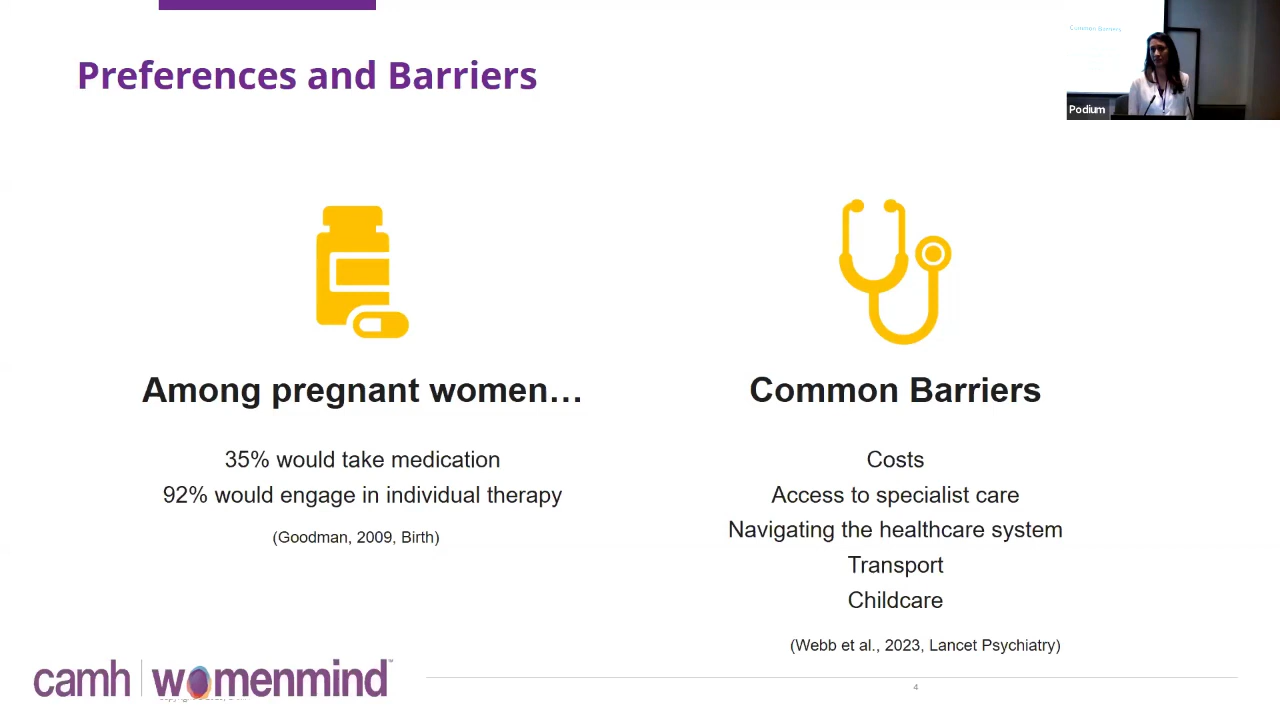 Preferences and Barriers
Common Barriers
Podium
Among pregnant women…
35% would take medication
92% would engage in individual therapy
(Goodman, 2009, Birth)
Common Barriers
Costs
Access to specialist care
Navigating the healthcare system
Transport
Childcare
(Webb et al., 2023, Lancet Psychiatry)
camh womenmind™
4